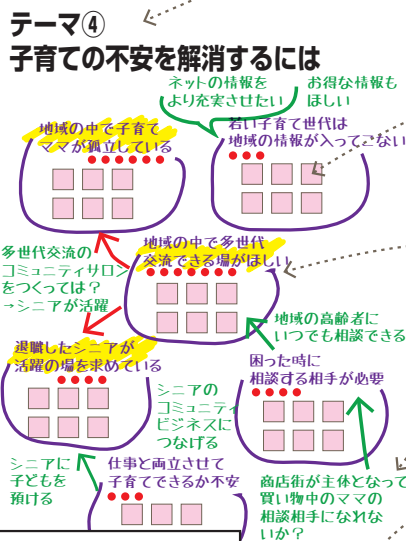 テーマ④
子育ての不安を解消するには
ネットの情報を
より充実させたい
お得な情報も
ほしい
地域の中で子育て
ママが孤立している
若い子育て世代は
地域の情報が入ってこない
多世代交流の
コミュニティサロン
をつくっては？
→シニアが活躍
地域の中で多世代
交流できる場がほしい
地域の高齢者に
いつでも相談できる
退職したシニアが
活躍の場を求めている
シニアの
コミュニティ
ビジネスに
つなげる
困った時に
相談する相手が必要
シニアに
子どもを
預ける
仕事と両立させて
子育てできるか不安
商店街が主体となって
買い物中のママの
相談相手になれな
いか？